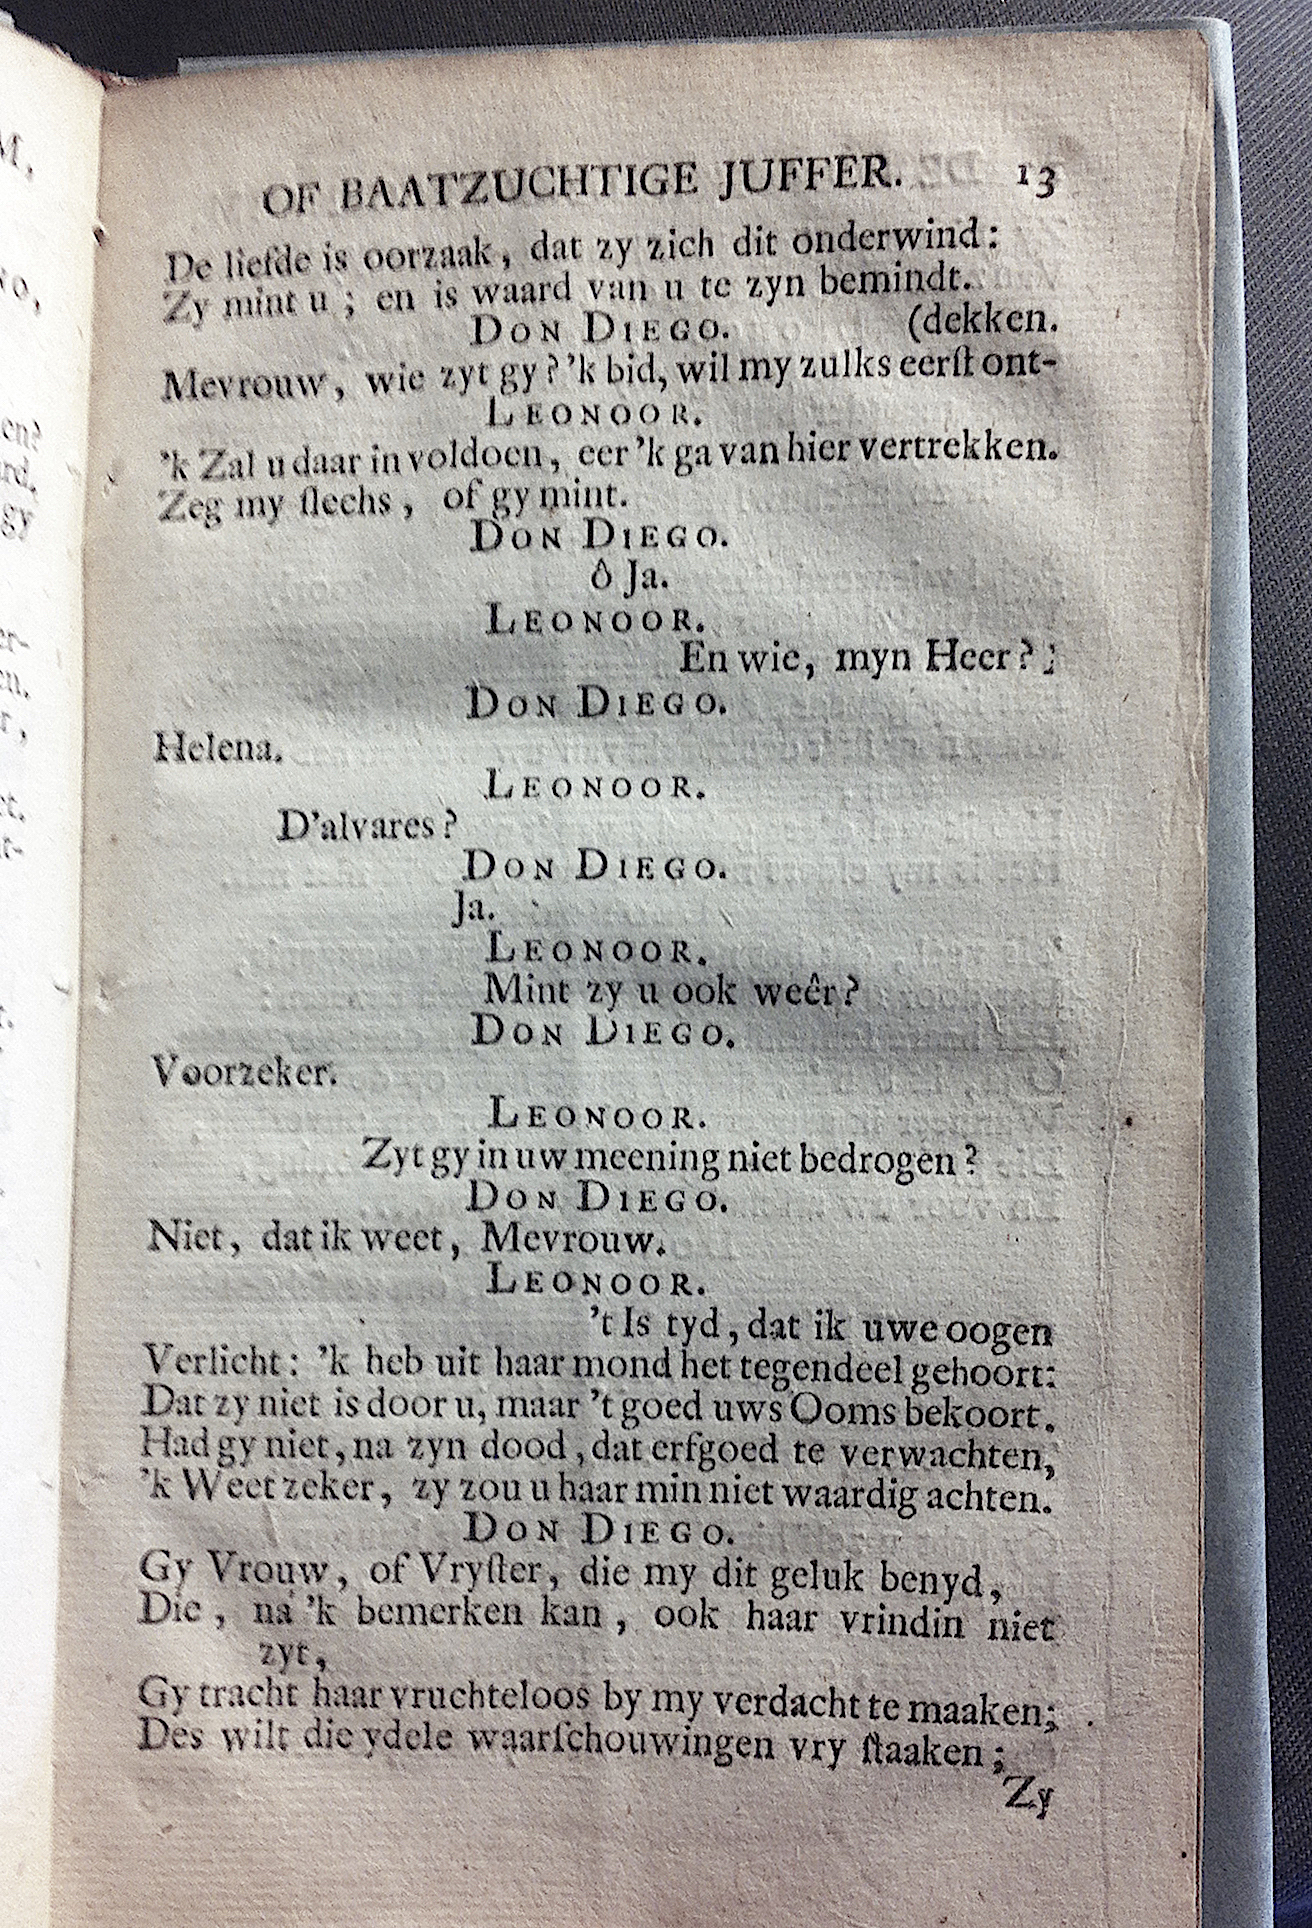 OF BAATZUCHTIGE JUFFER. 13
De liefde is oorzaak, dat zy zich dit onderwind:
Zy mint u; en is waard van u te zyn bemindt.
DON DIEGO. (dekken.
Mevrouw, wie zyt gy? 'k bid, wil my zulks eerſt ont-
LEONOOR.
'k Zal u daar in voldoen, eer 'k ga van hier vertrekken.
Zeg my ſlechs, of gy mint.
DON DIEGO.
ô Ja.
LEONOOR.
En wie, myn Heer?
DON DIEGO.
Helena.
LEONOOR.
D'alvares?
DON DIEGO.
Ja.
LEONOOR.
Mint zy u ook weêr?
DON DIEGO.
Voorzeker.
LEONOOR.
Zyt gy in uw meening niet bedrogen?
DON DIEGO.
Niet, dat ik weet, Mevrouw.
LEONOOR.
't Is tyd, dat ik uwe oogen
Verlicht: 'k heb uit haar mond het tegendeel gehoort:
Dat zy niet is door u, maar 't goed uws Ooms bekoort.
Had gy niet, na zyn dood, dat erfgoed te verwachten,
'k Weet zeker, zy zou u haar min niet waardig achten.
DON DIEGO.
Gy Vrouw, of Vryſter, die my dit geluk benyd,
Die, na 'k bemerken kan, ook haar vrindin niet
zyt,
Gy tracht haar vruchteloos by my verdacht te maaken;
Des wilt die ydele waarſchouwingen vry ſtaaken;
Zy